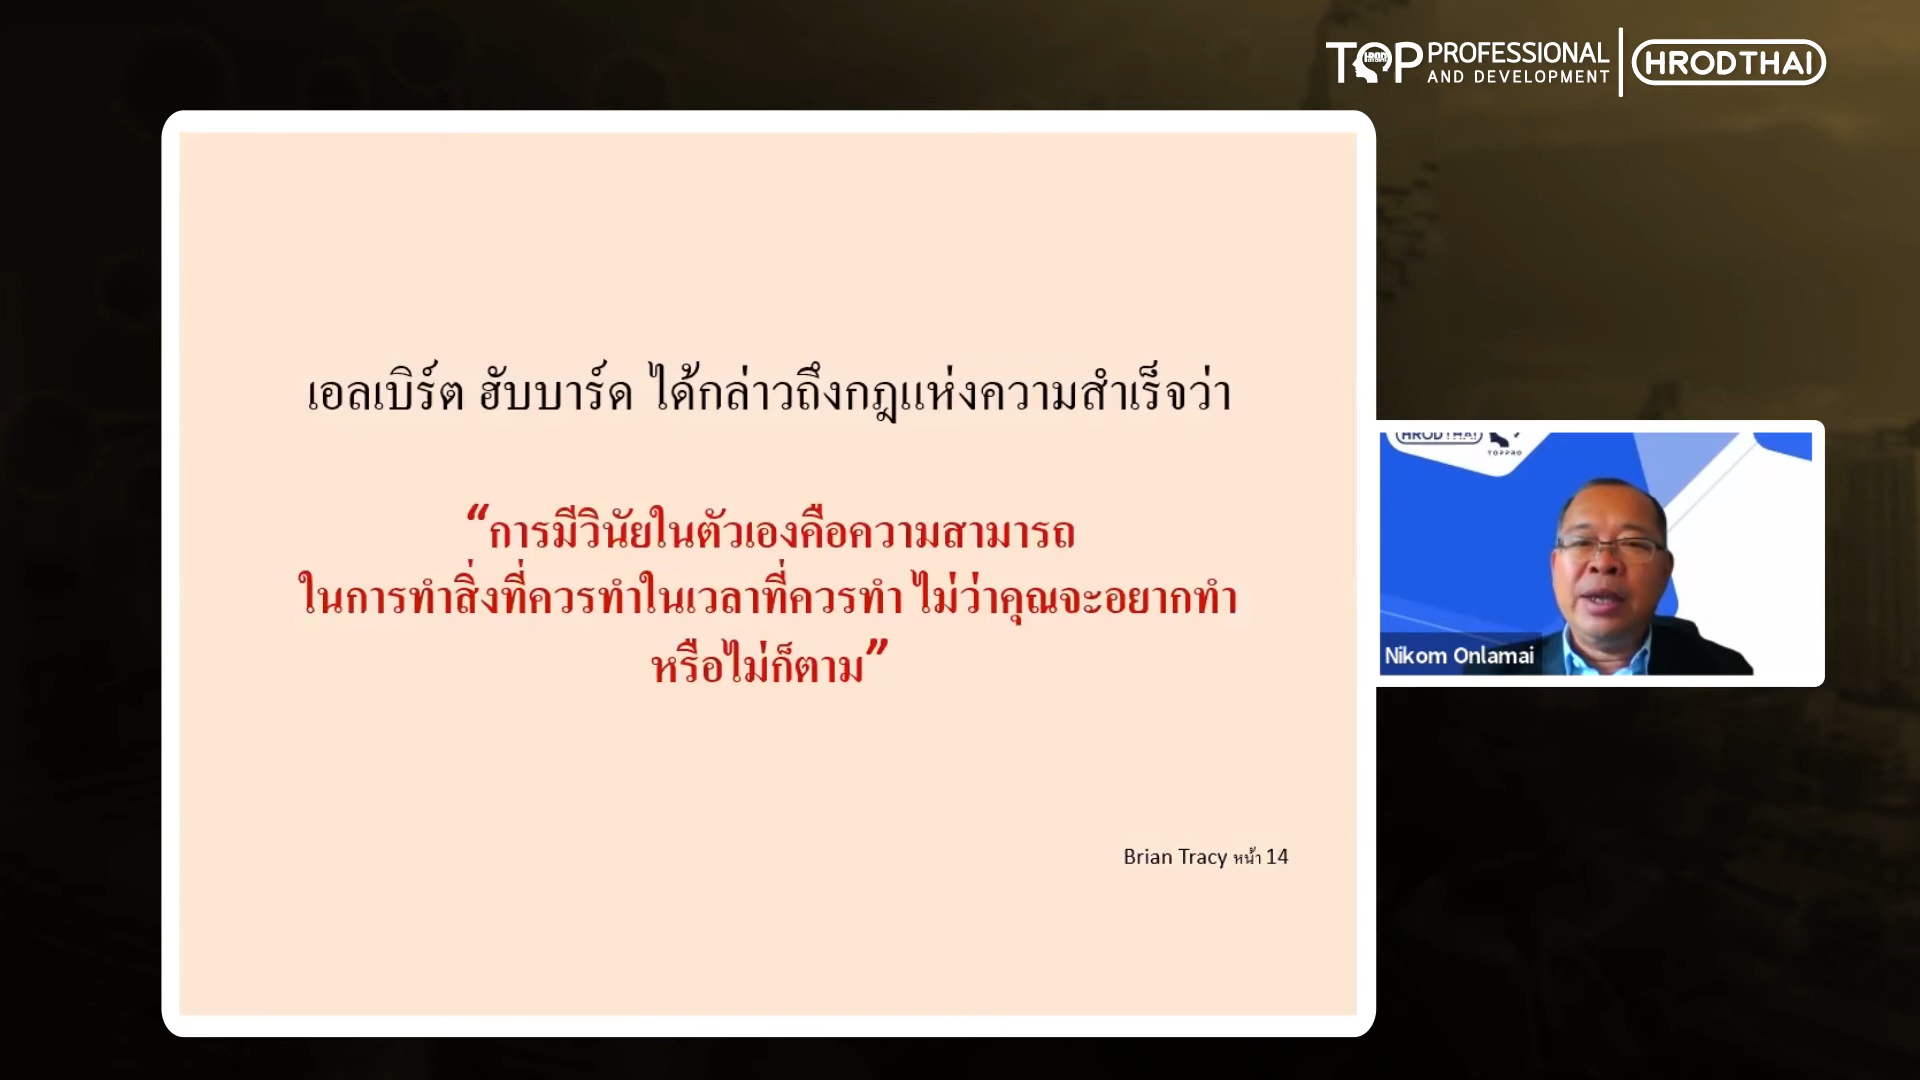 TOP PROFESSIONAL AND DEVELOPMENT
HRODTHAI
เอลเบิร์ต ฮับบาร์ด ได้กล่าวถึงกฎแห่งความสำเร็จว่า
“การมีวินัยในตัวเองคือความสามารถ
ในการทำสิ่งที่ควรทำในเวลาที่ควรทำ ไม่ว่าคุณจะอยากทำ
หรือไม่ก็ตาม”
Brian Tracy หน้า 14
HRODTHAI
TOPPRO
Nikom Onlamai